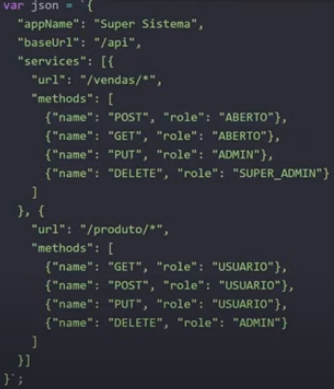 var json = `{
"appName": "Super Sistema",
"baseUrl": "/api",
"services": [{
"url": "/vendas/*",
"methods": [
{"name": "POST", "role": "ABERTO"},
{"name": "GET", "role": "ABERTO"},
{"name": "PUT", "role": "ADMIN"},
{"name": "DELETE", "role": "SUPER_ADMIN"}
]
}, {
"url": "/produto/*",
"methods": [
{"name": "GET", "role": "USUARIO"},
{"name": "POST", "role": "USUARIO"},
{"name": "PUT", "role": "USUARIO"},
{"name": "DELETE", "role": "ADMIN"}
]
}]
}`;